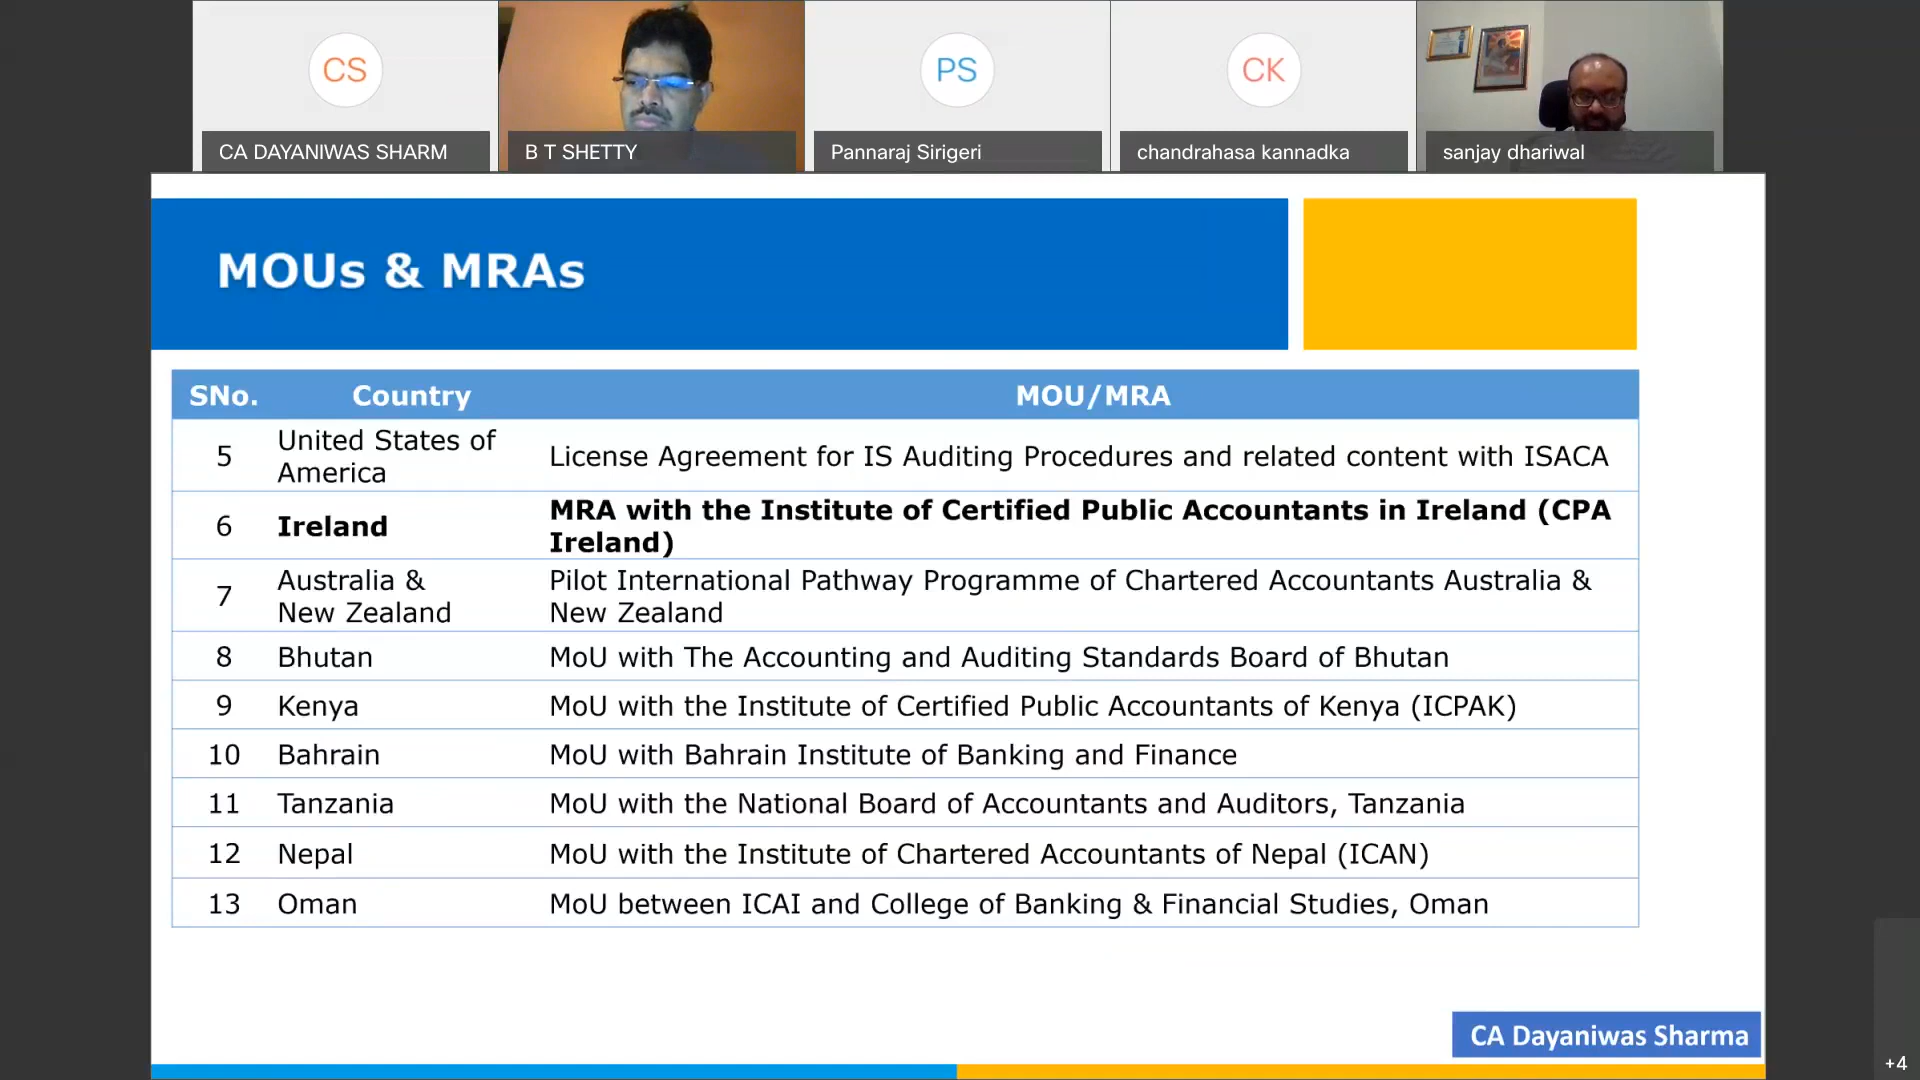 CS
PS
CK
CA DAYANIWAS SHARM
B T SHETTY
Pannaraj Sirigeri
chandrahasa kannadka
sanjay dhariwal
MOUs & MRAs
SNo. Country MOU/MRA
5 United States of America License Agreement for IS Auditing Procedures and related content with ISACA
6 Ireland MRA with the Institute of Certified Public Accountants in Ireland (CPA Ireland)
7 Australia & New Zealand Pilot International Pathway Programme of Chartered Accountants Australia & New Zealand
8 Bhutan MoU with The Accounting and Auditing Standards Board of Bhutan
9 Kenya MoU with the Institute of Certified Public Accountants of Kenya (ICPAK)
10 Bahrain MoU with Bahrain Institute of Banking and Finance
11 Tanzania MoU with the National Board of Accountants and Auditors, Tanzania
12 Nepal MoU with the Institute of Chartered Accountants of Nepal (ICAN)
13 Oman MoU between ICAI and College of Banking & Financial Studies, Oman
CA Dayaniwas Sharma
+4